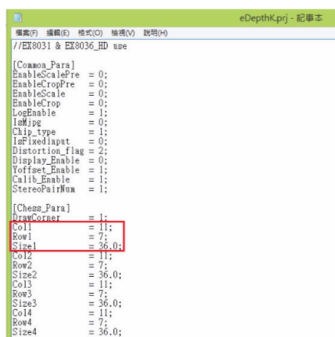 eDepthK.prj - 記事本
檔案(F) 編輯(E) 格式(O) 檢視(V) 說明(H)
//EX8031 & EX8036_HD use
[Common_Para]
EnableScalePre = 0;
EnableCropPre = 0;
EnableScale = 0;
EnableCrop = 0;
LogEnable = 1;
IsMjpg = 0;
Chip_type = 1;
IsFixedinput = 0;
Distortion_flag = 2;
Display_Enable = 0;
Yoffset_Enable = 1;
Calib_Enable = 1;
StereoPairNum = 1;
[Chess_Para]
DrawCorner = 1;
Col1 = 11;
Row1 = 7;
Size1 = 36.0;
Col2 = 11;
Row2 = 7;
Size2 = 36.0;
Col3 = 11;
Row3 = 7;
Size3 = 36.0;
Col4 = 11;
Row4 = 7;
Size4 = 36.0;